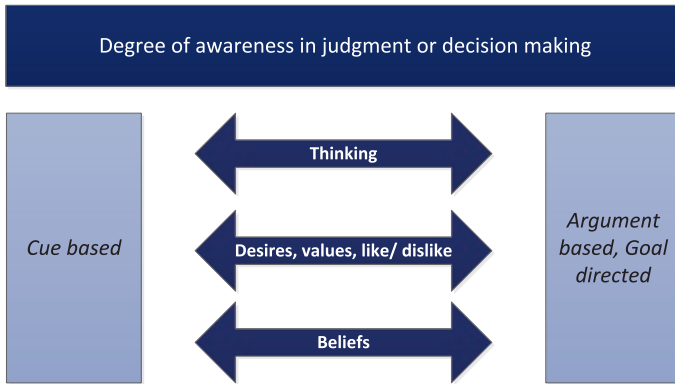 Degree of awareness in judgment or decision making
Thinking
Cue based
Desires, values, like/ dislike
Argument
based, Goal
directed
Beliefs